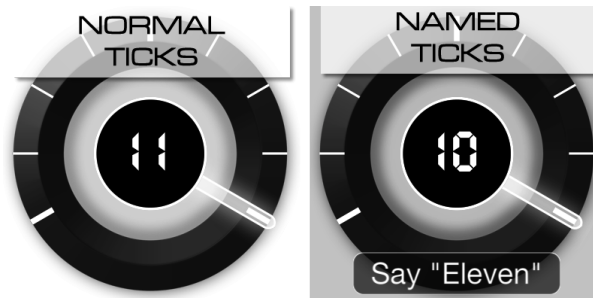 NORMAL
TICKS
11
NAMED
TICKS
10
Say "Eleven"